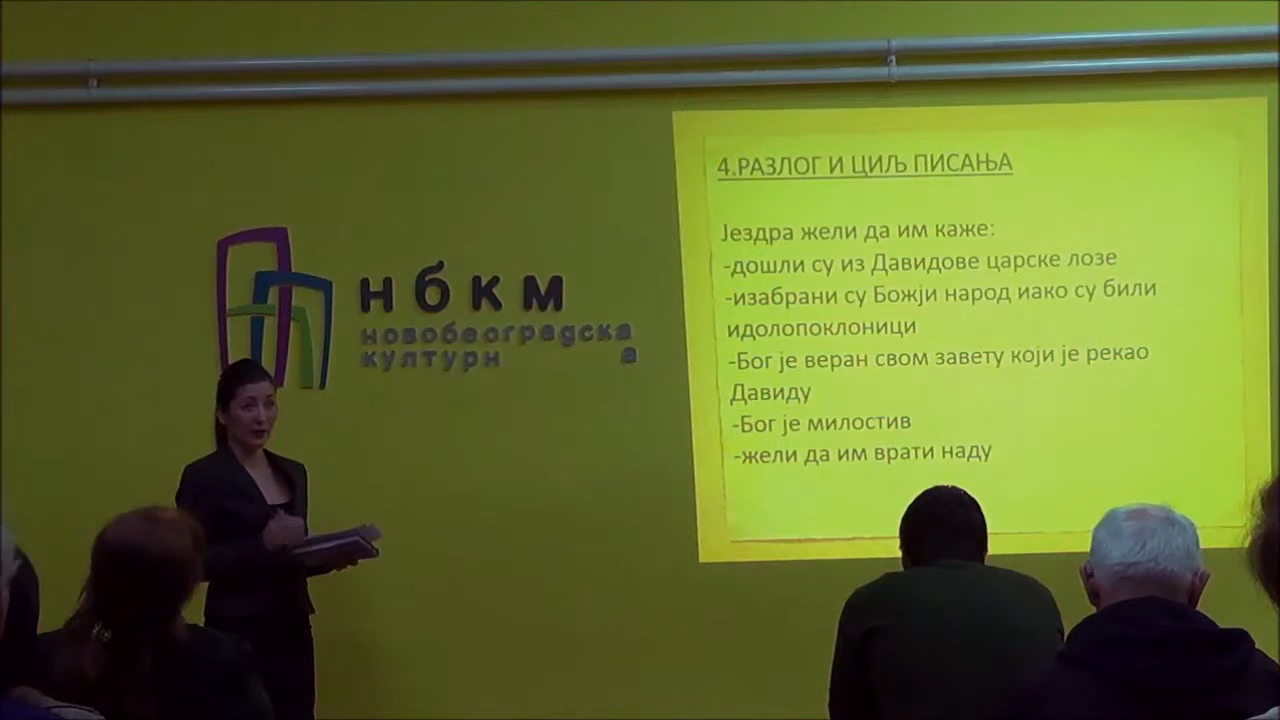 нбкм
новобеоградска
културн а
4.РАЗЛОГ И ЦИЉ ПИСАЊА
Јездра жели да им каже:
-дошли су из Давидове царске лозе
-изабрани су Божји народ иако су били
идолопоклоници
-Бог је веран свом завету који је рекао
Давиду
-Бог је милостив
-жели да им врати наду